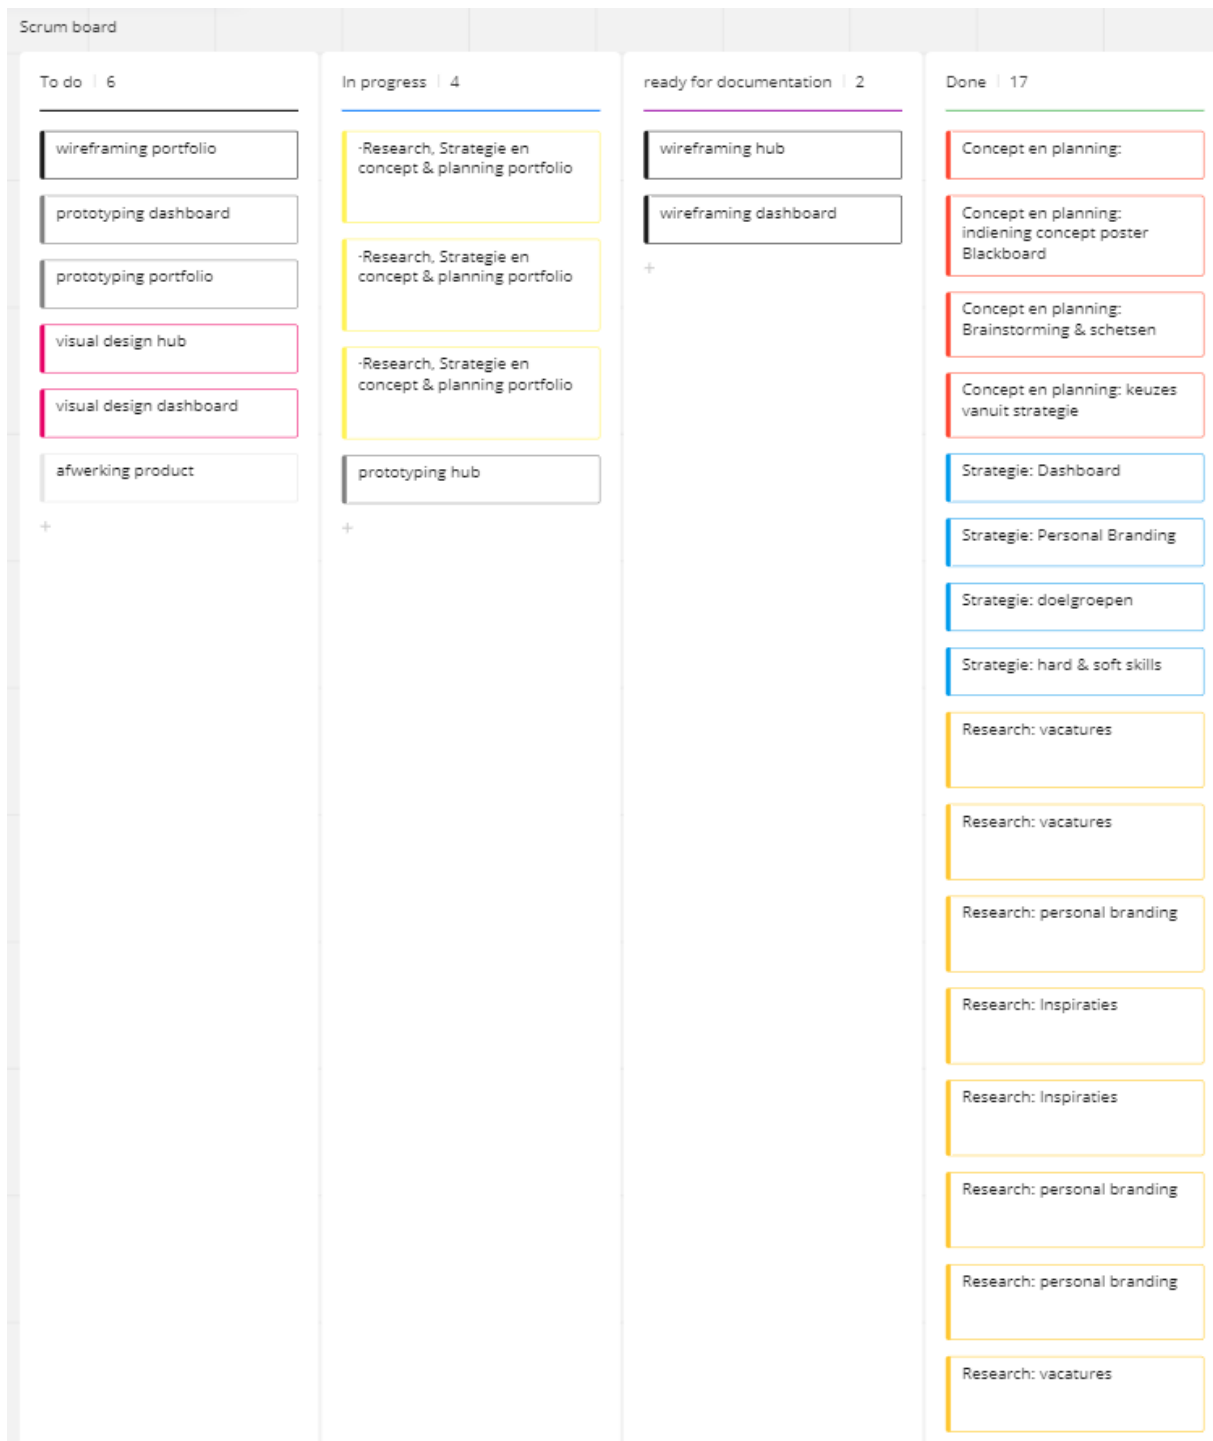 Scrum board
To do 6
wireframing portfolio
prototyping dashboard
prototyping portfolio
visual design hub
visual design dashboard
afwerking product
+
In progress 4
-Research, Strategie en
concept & planning portfolio
-Research, Strategie en
concept & planning portfolio
-Research, Strategie en
concept & planning portfolio
prototyping hub
+
ready for documentation 2
wireframing hub
wireframing dashboard
+
Done 17
Concept en planning:
Concept en planning:
indiening concept poster
Blackboard
Concept en planning:
Brainstorming & schetsen
Concept en planning: keuzes
vanuit strategie
Strategie: Dashboard
Strategie: Personal Branding
Strategie: doelgroepen
Strategie: hard & soft skills
Research: vacatures
Research: vacatures
Research: personal branding
Research: Inspiraties
Research: Inspiraties
Research: personal branding
Research: personal branding
Research: vacatures